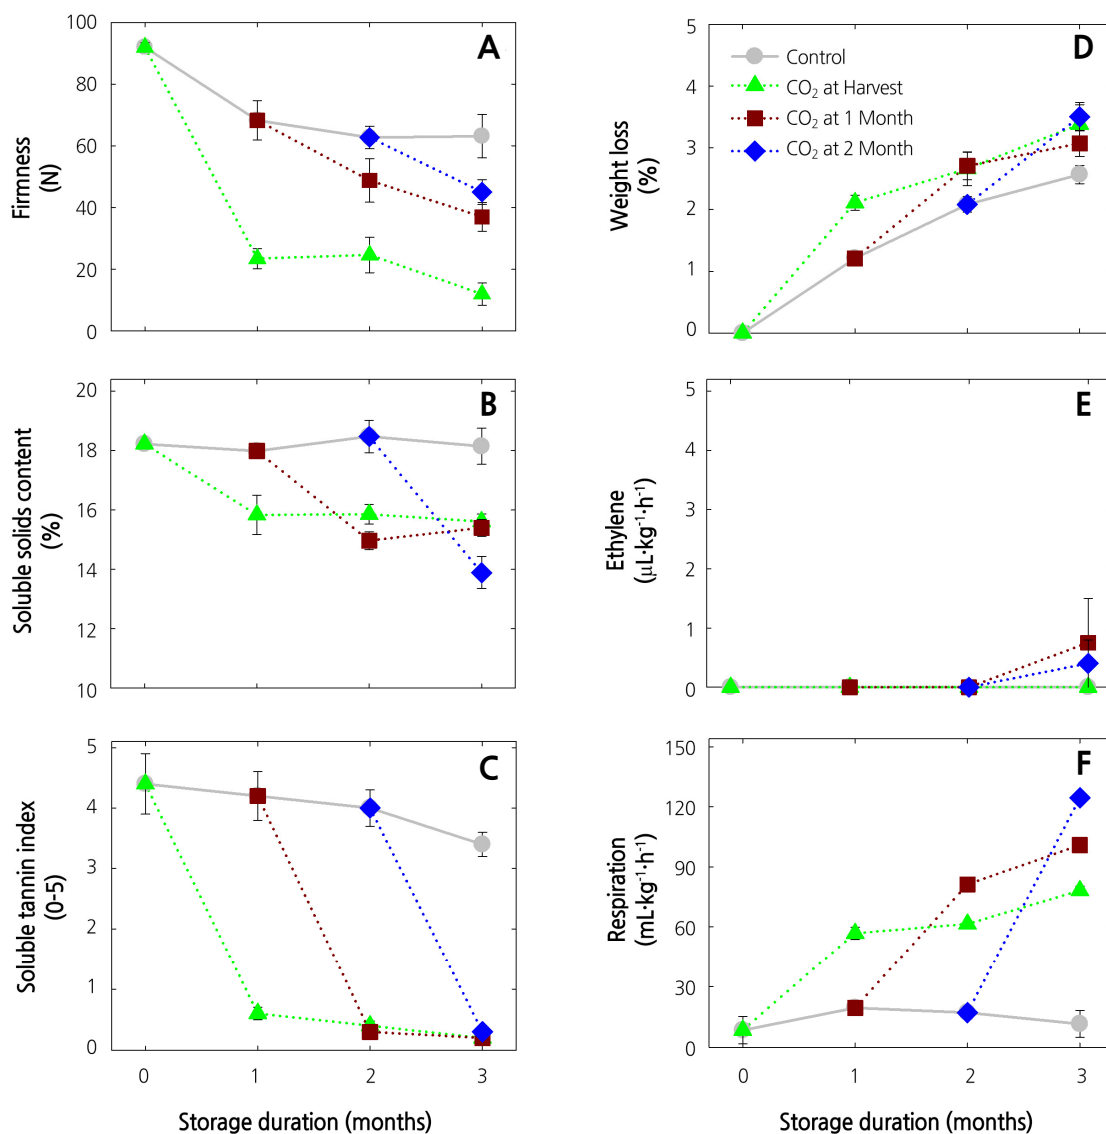 A
100
80
60
40
20
0
Firmness
(N)
B
20
18
16
14
12
10
Soluble solids content
(%)
C
5
4
3
2
1
0
Soluble tannin index
(0-5)
0 1 2 3
Storage duration (months)
D
5
4
3
2
1
0
Weight loss
(%)
Control
CO2 at Harvest
CO2 at 1 Month
CO2 at 2 Month
E
5
4
3
2
1
0
Ethylene
(µL·kg-1·h-1)
F
150
120
90
60
30
0
Respiration
(mL·kg-1·h-1)
0 1 2 3
Storage duration (months)